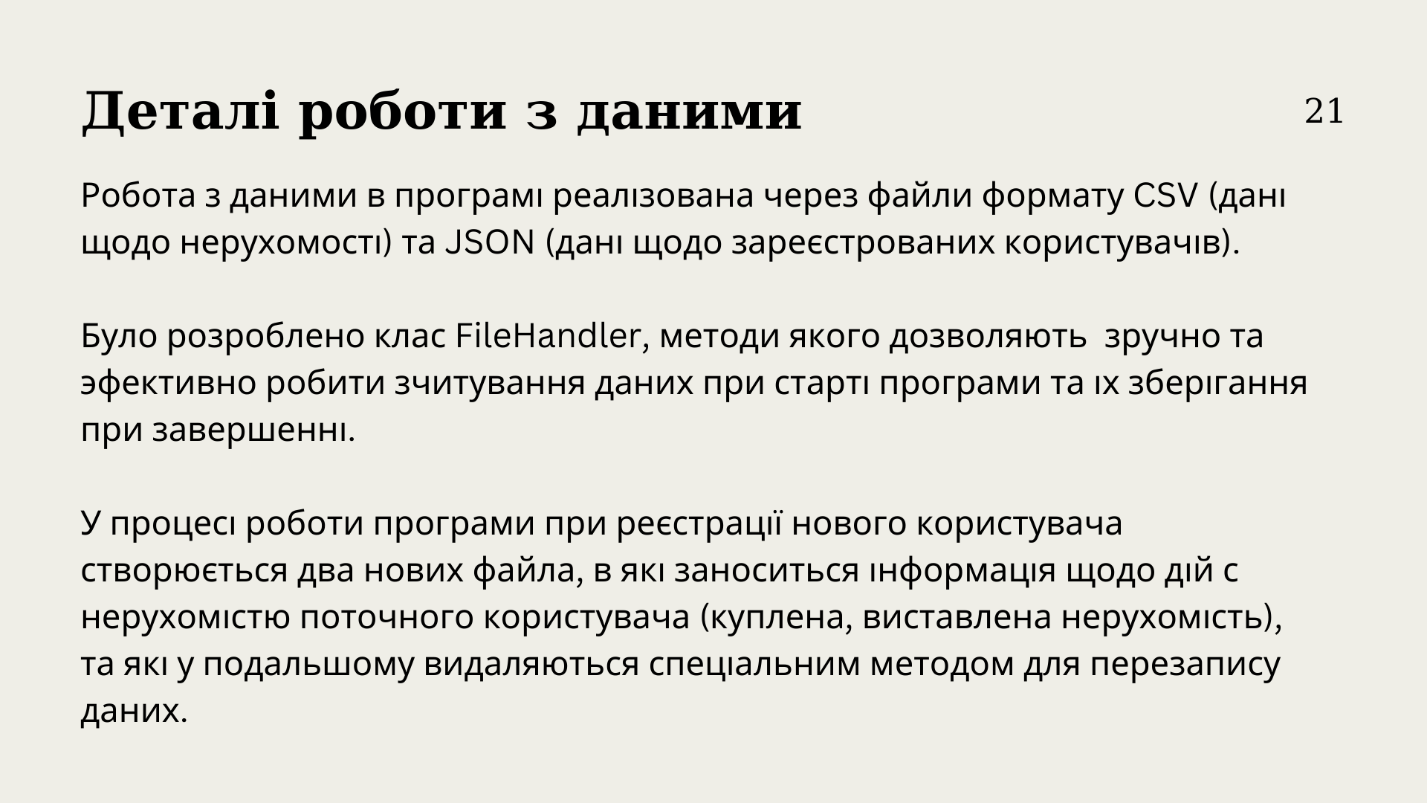 Деталі роботи з даними
21
Робота з даними в програмі реалізована через файли формату CSV (дані
щодо нерухомості) та JSON (дані щодо зареєстрованих користувачів).
Було розроблено клас FileHandler, методи якого дозволяють  зручно та
эфективно робити зчитування даних при старті програми та їх зберігання
при завершенні.
У процесі роботи програми при реєстрації нового користувача
створюється два нових файла, в які заноситься інформація щодо дій с
нерухомістю поточного користувача (куплена, виставлена нерухомість),
та які у подальшому видаляються спеціальним методом для перезапису
даних.